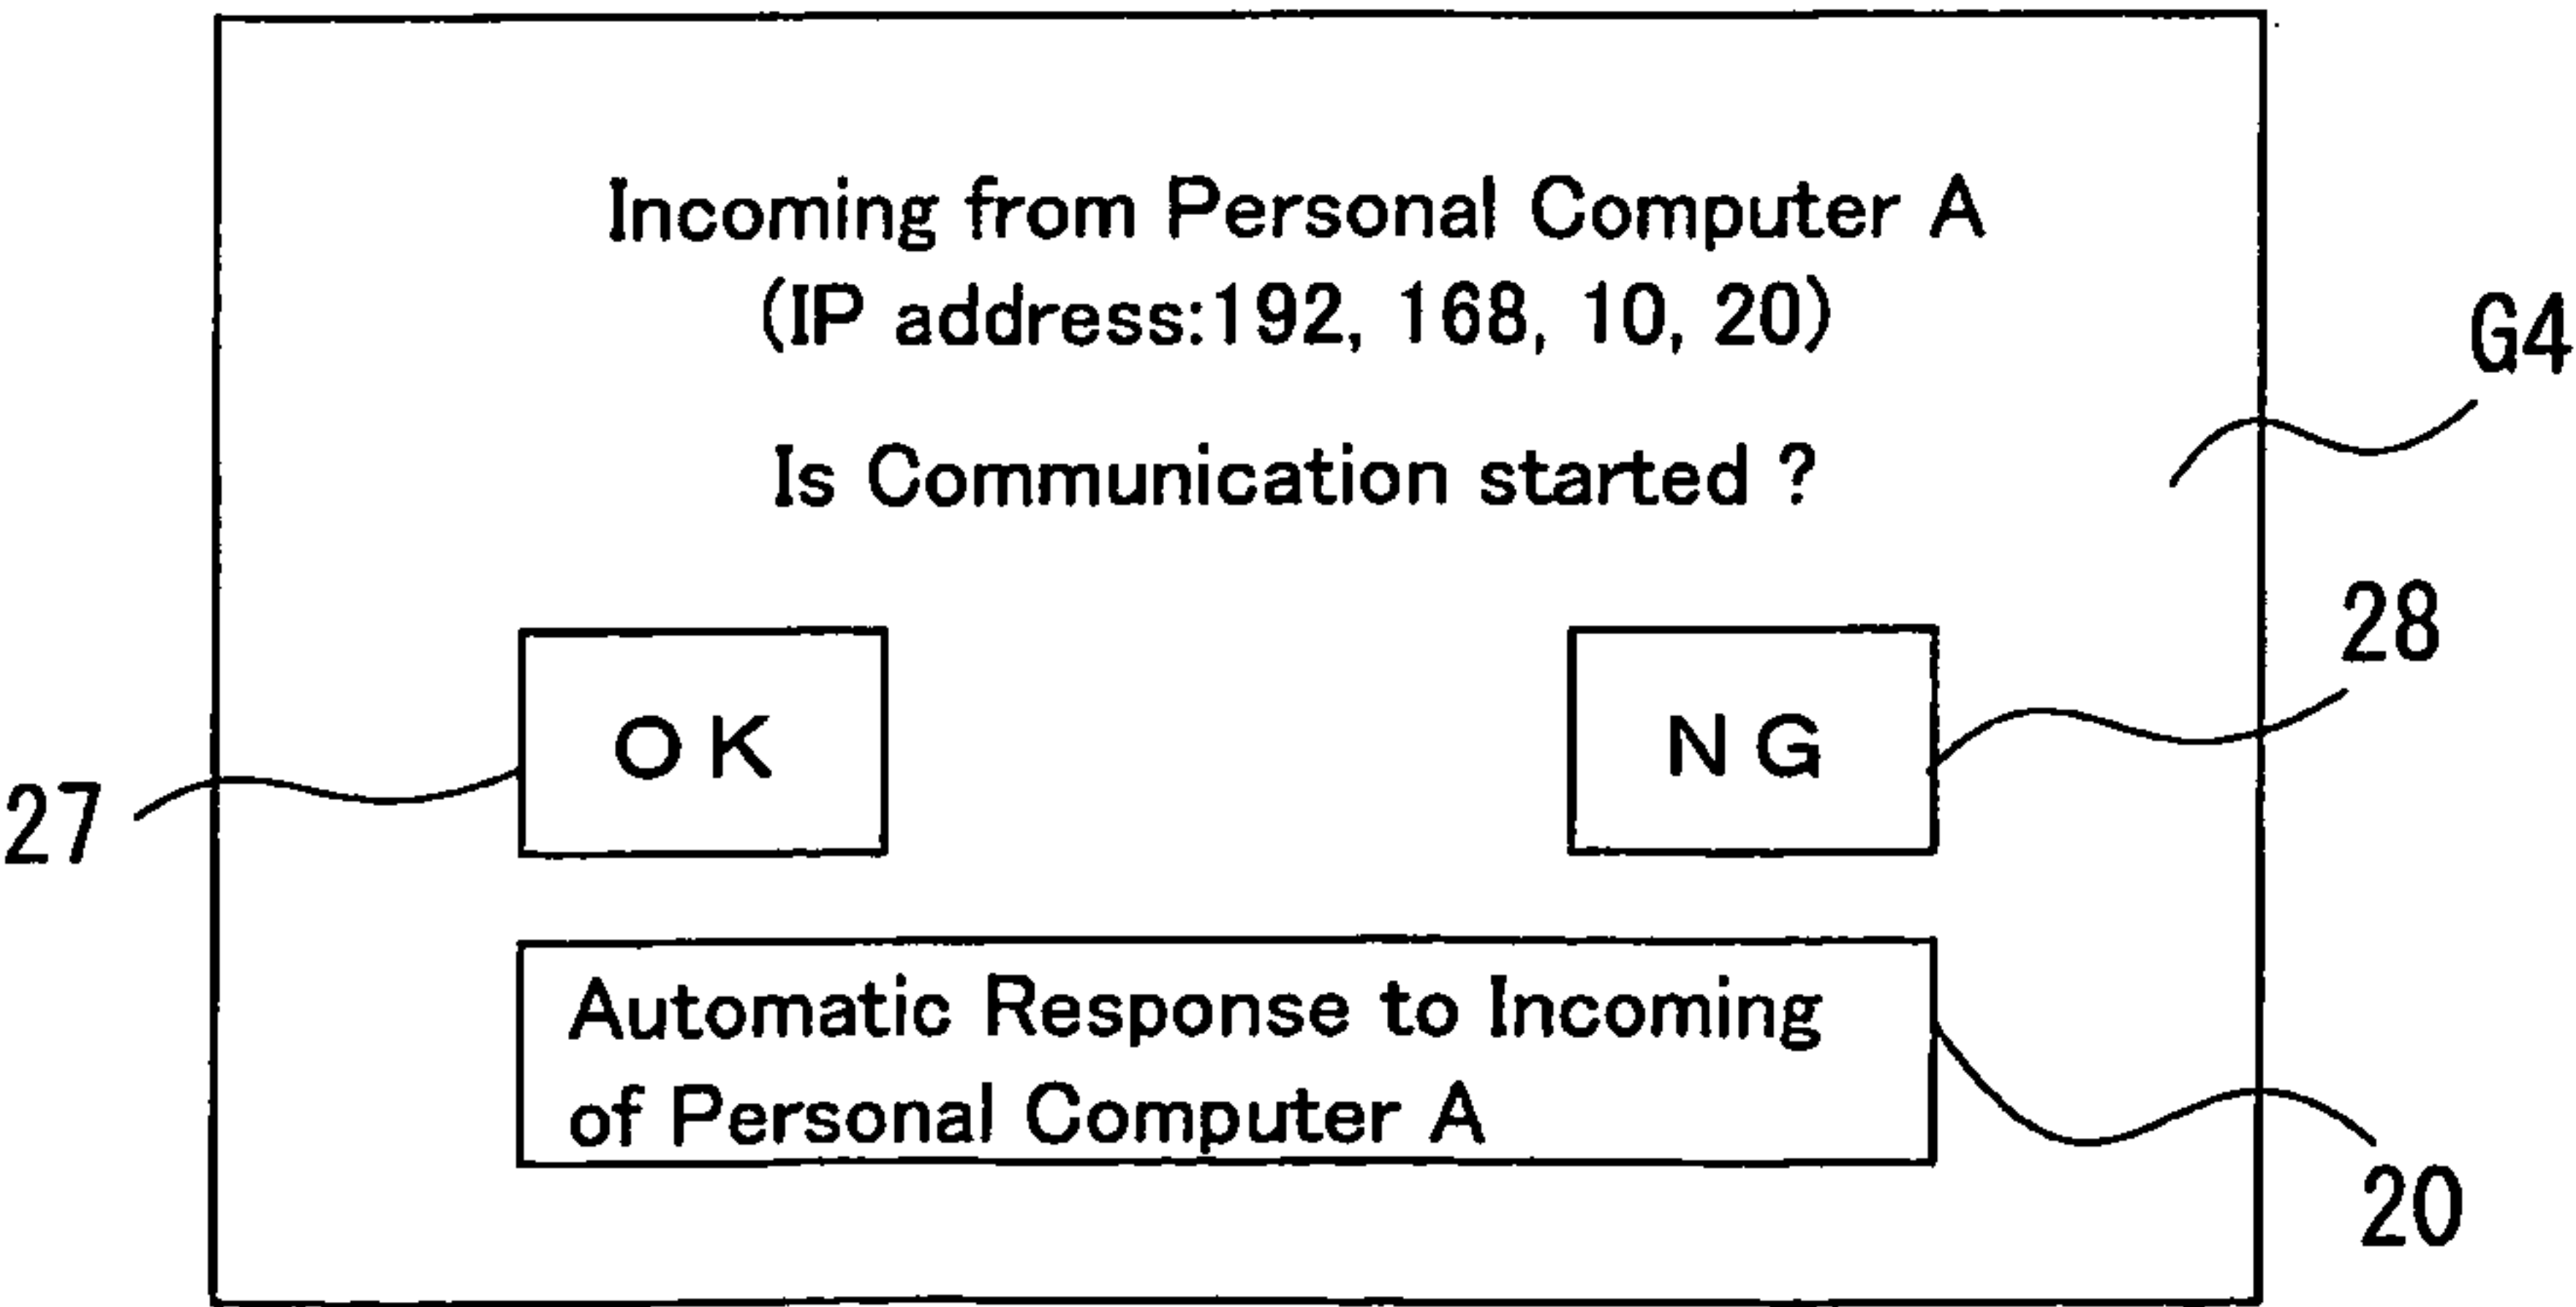 Incoming from Personal Computer A
(IP address:192, 168, 10, 20)
G4
Is Communication started ?
28
OK
NG
27
Automatic Response to Incoming
of Personal Computer A
20